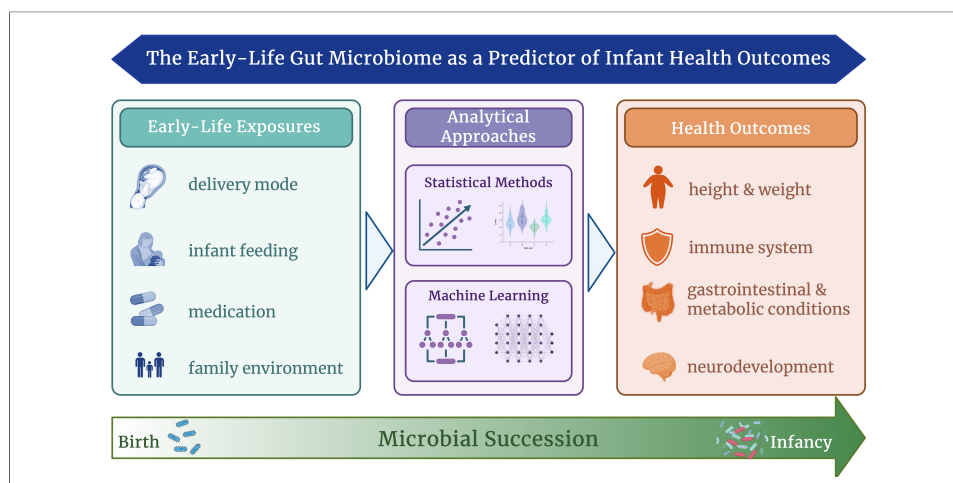 The Early-Life Gut Microbiome as a Predictor of Infant Health Outcomes
Early-Life Exposures
delivery mode
infant feeding
medication
family environment
Analytical
Approaches
Statistical Methods
Machine Learning
Health Outcomes
height & weight
immune system
gastrointestinal &
metabolic conditions
neurodevelopment
Birth
Microbial Succession
Infancy